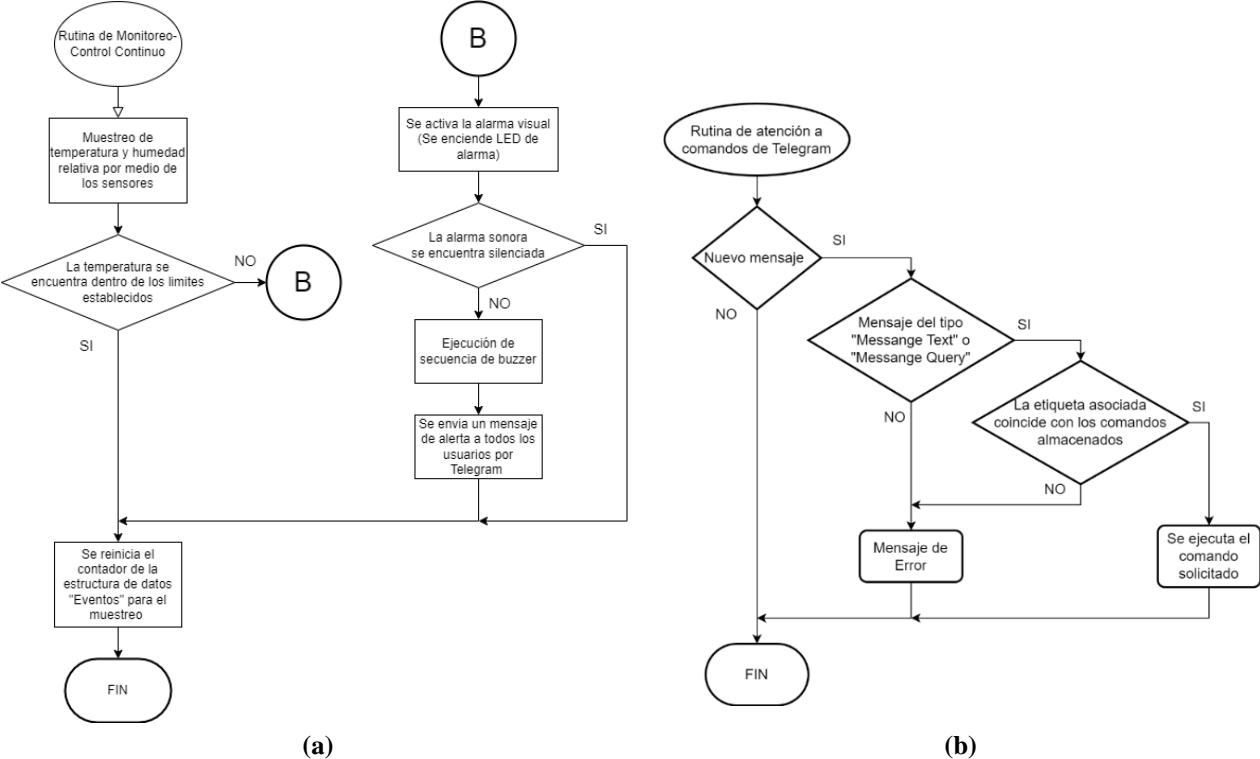 Rutina de Monitoreo-
Control Continuo
Muestreo de
temperatura y humedad
relativa por medio de
los sensores
La temperatura se
encuentra dentro de los limites
establecidos
NO
B
SI
Se reinicia el
contador de la
estructura de datos
"Eventos" para el
muestreo
FIN
B
Se activa la alarma visual
(Se enciende LED de
alarma)
La alarma sonora
se encuentra silenciada
SI
NO
Ejecución de
secuencia de buzzer
Se envia un mensaje
de alerta a todos los
usuarios por
Telegram
(a)
Rutina de atención a
comandos de Telegram
Nuevo mensaje
SI
NO
Mensaje del tipo
"Messange Text" o
"Messange Query"
SI
NO
La etiqueta asociada
coincide con los comandos
almacenados
SI
NO
Mensaje de
Error
Se ejecuta el
comando
solicitado
FIN
(b)